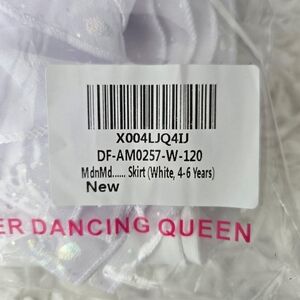 X004LJQ4IJ
DF-AM0257-W-120
MdnMd...... Skirt (White, 4-6 Years)
New
ER DANCING QUEEN